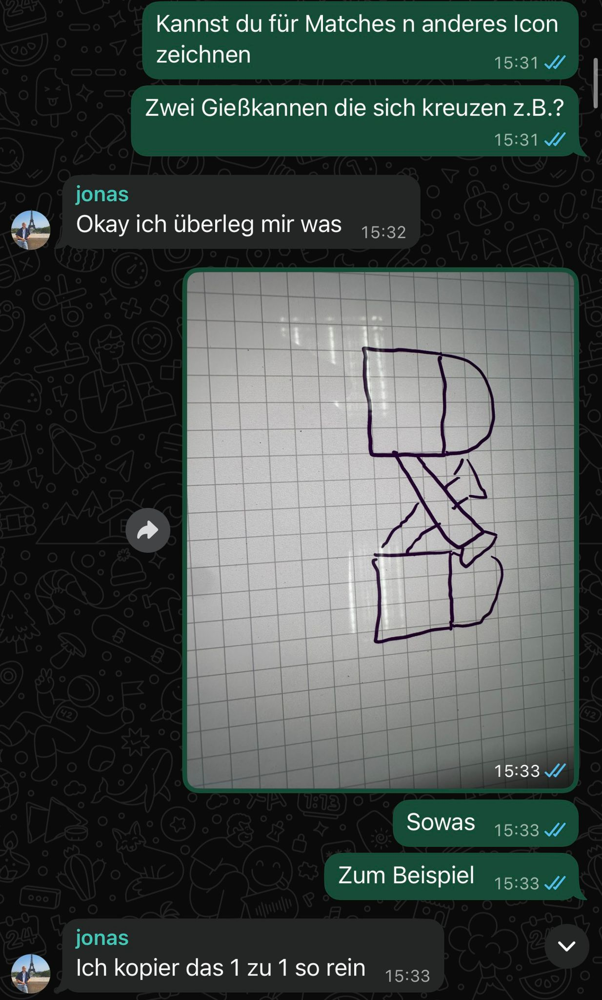 Kannst du für Matches n anderes Icon
zeichnen
15:31
Zwei Gießkannen die sich kreuzen z.B.?
15:31
jonas
Okay ich überleg mir was 15:32
15:33
Sowas 15:33
Zum Beispiel 15:33
jonas
Ich kopier das 1 zu 1 so rein 15:33